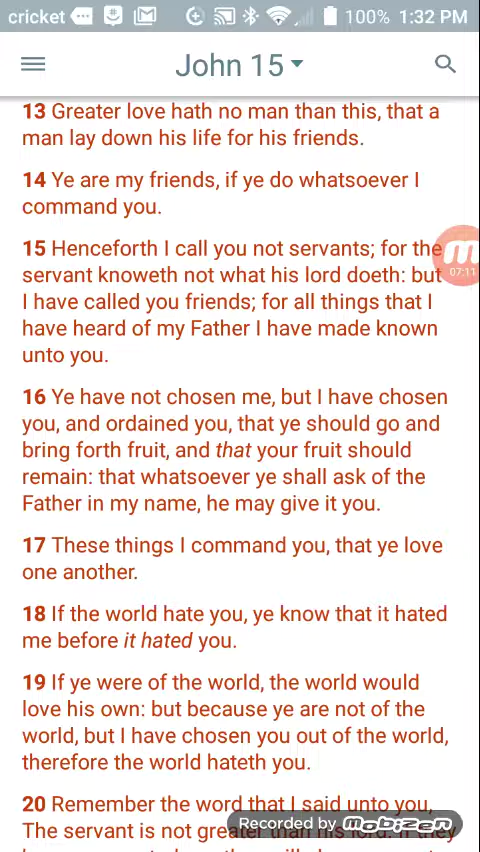 cricket 100% 1:32 PM
John 15
13 Greater love hath no man than this, that a
man lay down his life for his friends.
14 Ye are my friends, if ye do whatsoever I
command you.
15 Henceforth I call you not servants; for the
servant knoweth not what his lord doeth: but
I have called you friends; for all things that I
have heard of my Father I have made known
unto you.
07:11
16 Ye have not chosen me, but I have chosen
you, and ordained you, that ye should go and
bring forth fruit, and that your fruit should
remain: that whatsoever ye shall ask of the
Father in my name, he may give it you.
17 These things I command you, that ye love
one another.
18 If the world hate you, ye know that it hated
me before it hated you.
19 If ye were of the world, the world would
love his own: but because ye are not of the
world, but I have chosen you out of the world,
therefore the world hateth you.
20 Remember the word that I said unto you,
The servant is not greater than his lord. If they
Recorded by mobizen